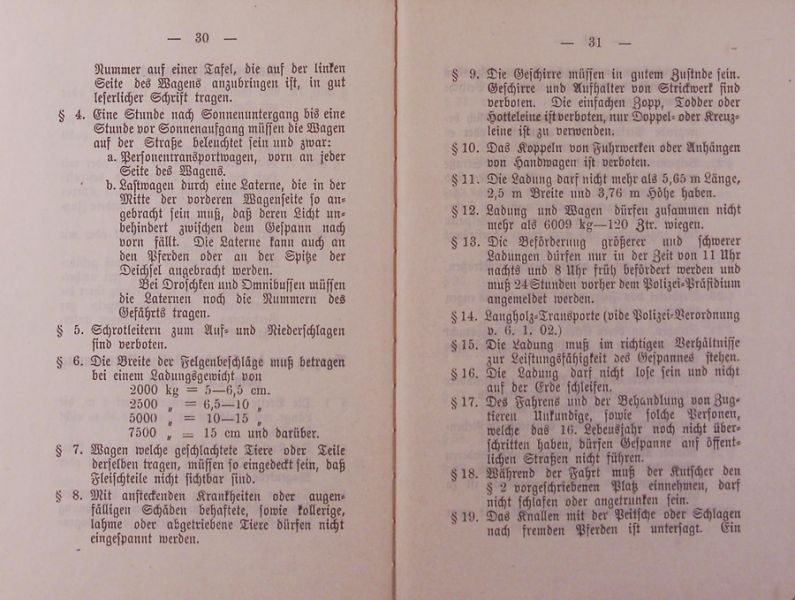 — 30 —
Nummer auf einer Tafel, die auf der linken
Seite des Wagens anzubringen ist, in gut
leserlicher Schrift tragen.
§ 4. Eine Stunde nach Sonnenuntergang bis eine
Stunde vor Sonnenaufgang müssen die Wagen
auf der Straße beleuchtet sein und zwar:
a. Personentransportwagen, vorn an jeder
Seite des Wagens.
b. Lastwagen durch eine Laterne, die in der
Mitte der vorderen Wagenseite so an-
gebracht sein muß, daß deren Licht un-
behindert zwischen dem Gespann nach
vorn fällt. Die Laterne kann auch an
den Pferden oder an der Spitze der
Deichsel angebracht werden.
Bei Droschken und Omnibussen müssen
die Laternen noch die Nummern des
Gefährts tragen.
§ 5. Schrotleitern zum Auf- und Niederschlagen
sind verboten.
§ 6. Die Breite der Felgenbeschläge muß betragen
bei einem Ladungsgewicht von
2000 kg = 5—6,5 cm.
2500 „ = 6,5—10 „
5000 „ = 10—15 „
7500 „ = 15 cm und darüber.
§ 7. Wagen welche geschlachtete Tiere oder Teile
derselben tragen, müssen so eingedeckt sein, daß
Fleischteile nicht sichtbar sind.
§ 8. Mit ansteckenden Krankheiten oder augen-
fälligen Schäden behaftete, sowie kollerige,
lahme oder abgetriebene Tiere dürfen nicht
eingespannt werden.
— 31 —
§ 9. Die Geschirre müssen in gutem Zustnde sein.
Geschirre und Aufhalter von Strickwerk sind
verboten. Die einfachen Zopp, Todder oder
Hotteleine ist verboten, nur Doppel- oder Kreuz-
leine ist zu verwenden.
§ 10. Das Koppeln von Fuhrwerken oder Anhängen
von Handwagen ist verboten.
§ 11. Die Ladung darf nicht mehr als 5,65 m Länge,
2,5 m Breite und 3,76 m Höhe haben.
§ 12. Ladung und Wagen dürfen zusammen nicht
mehr als 6009 kg—120 Ztr. wiegen.
§ 13. Die Beförderung größerer und schwerer
Ladungen dürfen nur in der Zeit von 11 Uhr
nachts und 8 Uhr früh befördert werden und
muß 24 Stunden vorher dem Polizei-Präsidium
angemeldet werden.
§ 14. Langholz-Transporte (vide Polizei-Verordnung
v. 6. 1. 02.)
§ 15. Die Ladung muß im richtigen Verhältnisse
zur Leistungsfähigkeit des Gespannes stehen.
§ 16. Die Ladung darf nicht lose sein und nicht
auf der Erde schleifen.
§ 17. Des Fahrens und der Behandlung von Zug-
tieren Unkundige, sowie solche Personen,
welche das 16. Lebensjahr noch nicht über-
schritten haben, dürfen Gespanne auf öffent-
lichen Straßen nicht führen.
§ 18. Während der Fahrt muß der Kutscher den
§ 2 vorgeschriebenen Platz einnehmen, darf
nicht schlafen oder angetrunken sein.
§ 19. Das Knallen mit der Peitsche oder Schlagen
nach fremden Pferden ist untersagt. Ein